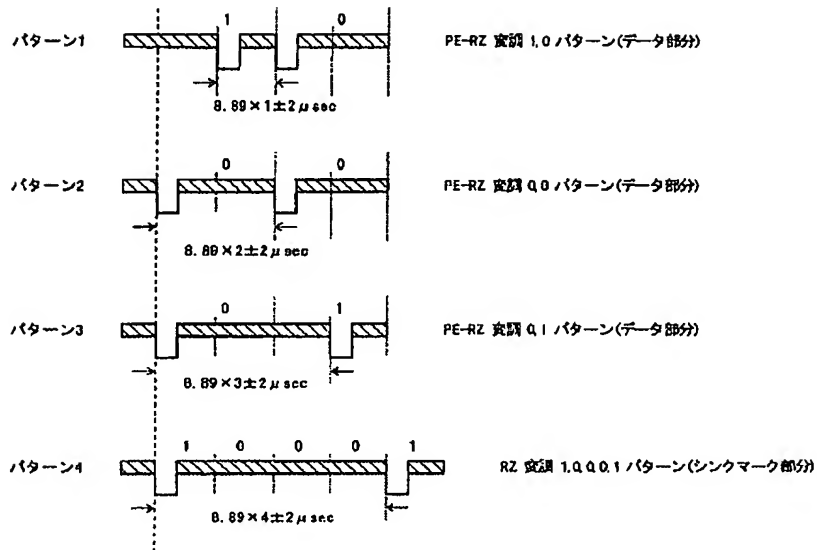 1 0
パターン1 PE-RZ 変調 1,0 パターン(データ部分)
8.89×1±2μsec
0 0
パターン2 PE-RZ 変調 0,0 パターン(データ部分)
8.89×2±2μsec
0 1
パターン3 PE-RZ 変調 0,1 パターン(データ部分)
8.89×3±2μsec
1 0 0 0 1
パターン4 RZ 変調 1,0,0,0,1 パターン(シンクマーク部分)
8.89×4±2μsec